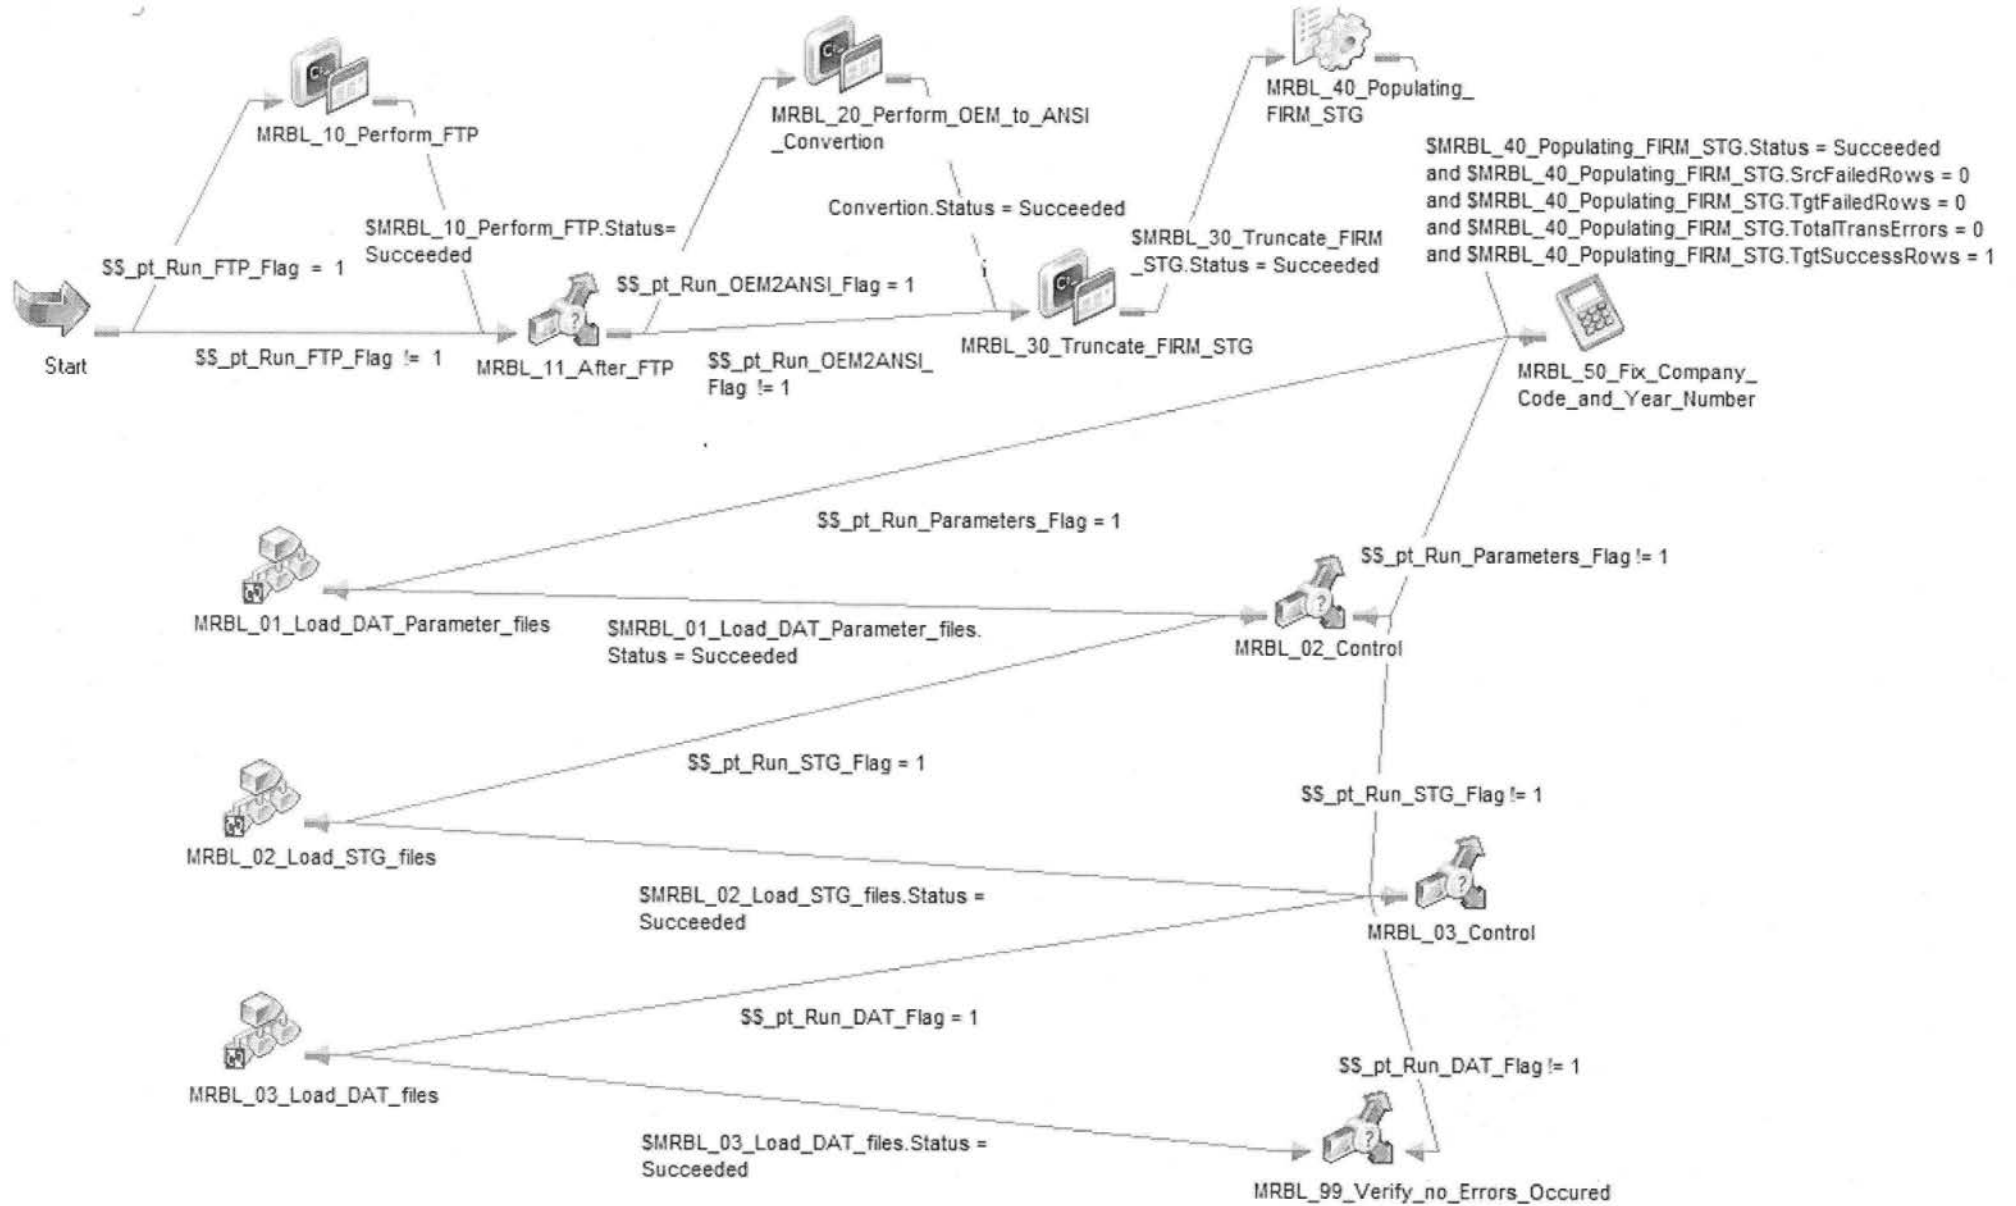 MRBL_10_Perform_FTP
MRBL_20_Perform_OEM_to_ANSI
_Convertion
MRBL_40_Populating_
FIRM_STG
$MRBL_40_Populating_FIRM_STG.Status = Succeeded
and $MRBL_40_Populating_FIRM_STG.SrcFailedRows = 0
and $MRBL_40_Populating_FIRM_STG.TgtFailedRows = 0
and $MRBL_40_Populating_FIRM_STG.TotalTransErrors = 0
and $MRBL_40_Populating_FIRM_STG.TgtSuccessRows = 1
$MRBL_10_Perform_FTP.Status=
Succeeded
Convertion.Status = Succeeded
$MRBL_30_Truncate_FIRM
_STG.Status = Succeeded
$$_pt_Run_FTP_Flag = 1
$$_pt_Run_OEM2ANSI_Flag = 1
Start
$$_pt_Run_FTP_Flag != 1
MRBL_11_After_FTP
$$_pt_Run_OEM2ANSI_
Flag != 1
MRBL_30_Truncate_FIRM_STG
MRBL_50_Fix_Company_
Code_and_Year_Number
$$_pt_Run_Parameters_Flag = 1
$$_pt_Run_Parameters_Flag != 1
MRBL_01_Load_DAT_Parameter_files
$MRBL_01_Load_DAT_Parameter_files.
Status = Succeeded
MRBL_02_Control
$$_pt_Run_STG_Flag = 1
$$_pt_Run_STG_Flag != 1
MRBL_02_Load_STG_files
$MRBL_02_Load_STG_files.Status =
Succeeded
MRBL_03_Control
$$_pt_Run_DAT_Flag = 1
$$_pt_Run_DAT_Flag != 1
MRBL_03_Load_DAT_files
$MRBL_03_Load_DAT_files.Status =
Succeeded
MRBL_99_Verify_no_Errors_Occured